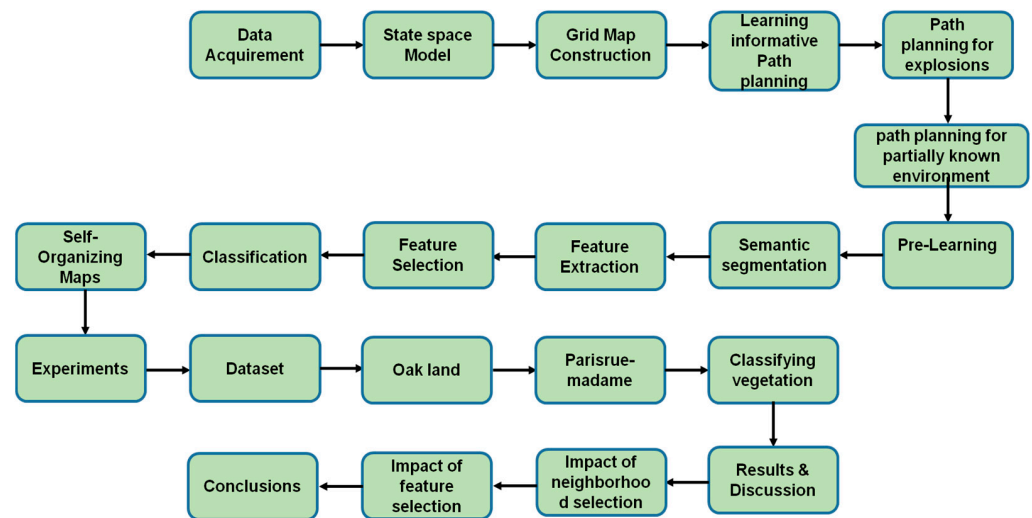 Data
Acquirement
State space
Model
Grid Map
Construction
Learning
informative
Path
planning
Path
planning for
explosions
path planning for
partially known
environment
Pre-Learning
Semantic
segmentation
Feature
Extraction
Feature
Selection
Classification
Self-
Organizing
Maps
Experiments
Dataset
Oak land
Parisrue-
madame
Classifying
vegetation
Results &
Discussion
Impact of
neighborhoo
d selection
Impact of
feature
selection
Conclusions